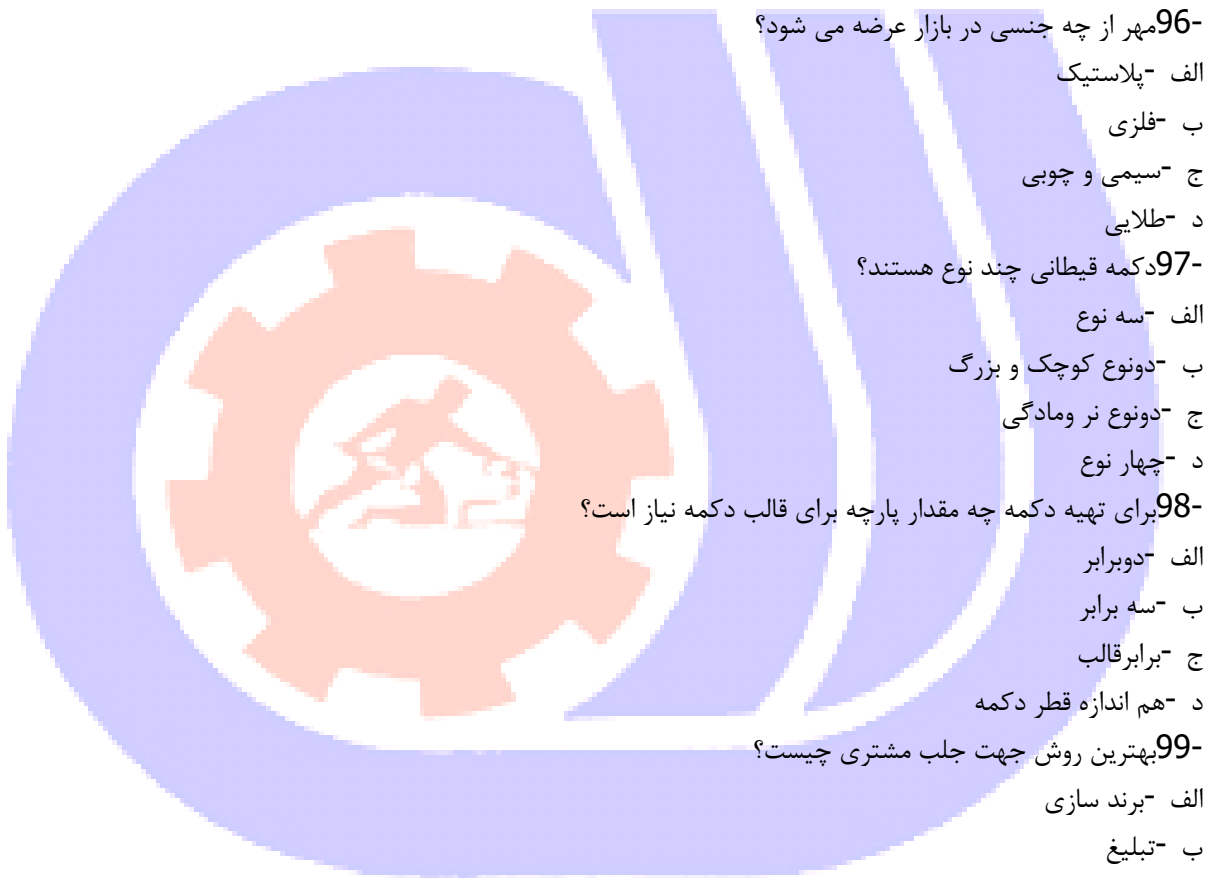 96-مهر از چه جنسی در بازار عرضه می شود؟
الف -پلاستیک
ب -فلزی
ج -سیمی و چوبی
د -طلایی
97-دکمه قیطانی چند نوع هستند؟
الف -سه نوع
ب -دونوع کوچک و بزرگ
ج -دونوع نر ومادگی
د -چهار نوع
98-برای تهیه دکمه چه مقدار پارچه برای قالب دکمه نیاز است؟
الف -دوبرابر
ب -سه برابر
ج -برابرقالب
د -هم اندازه قطر دکمه
99-بهترین روش جهت جلب مشتری چیست؟
الف -برند سازی
ب -تبلیغ